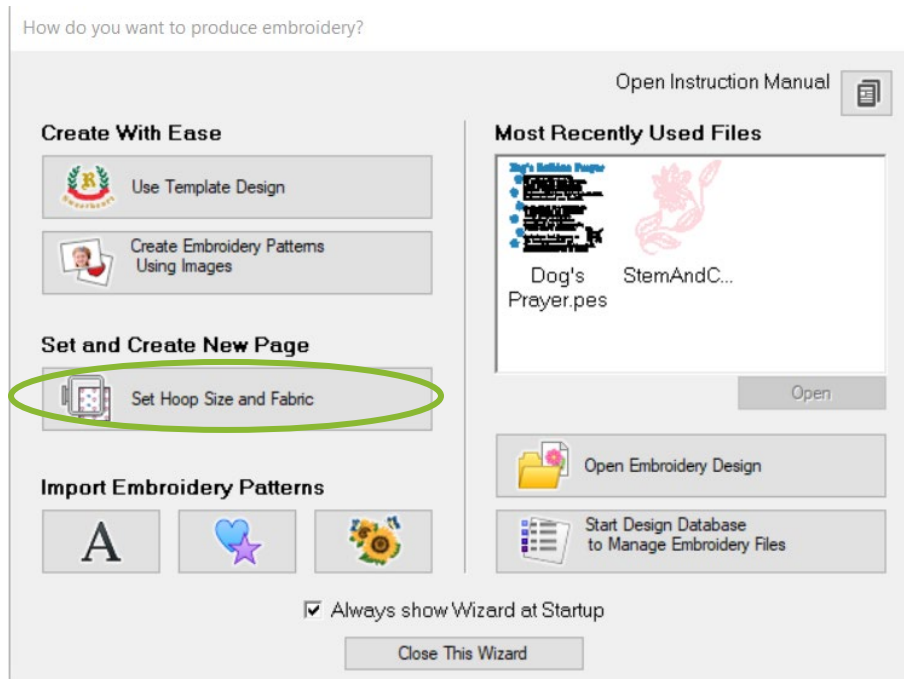 How do you want to produce embroidery?
Open Instruction Manual
Create With Ease
Use Template Design
Create Embroidery Patterns
Using Images
Set and Create New Page
Set Hoop Size and Fabric
Import Embroidery Patterns
A
Most Recently Used Files
Dog's
Prayer.pes
StemAndC...
Open
Open Embroidery Design
Start Design Database
to Manage Embroidery Files
Always show Wizard at Startup
Close This Wizard